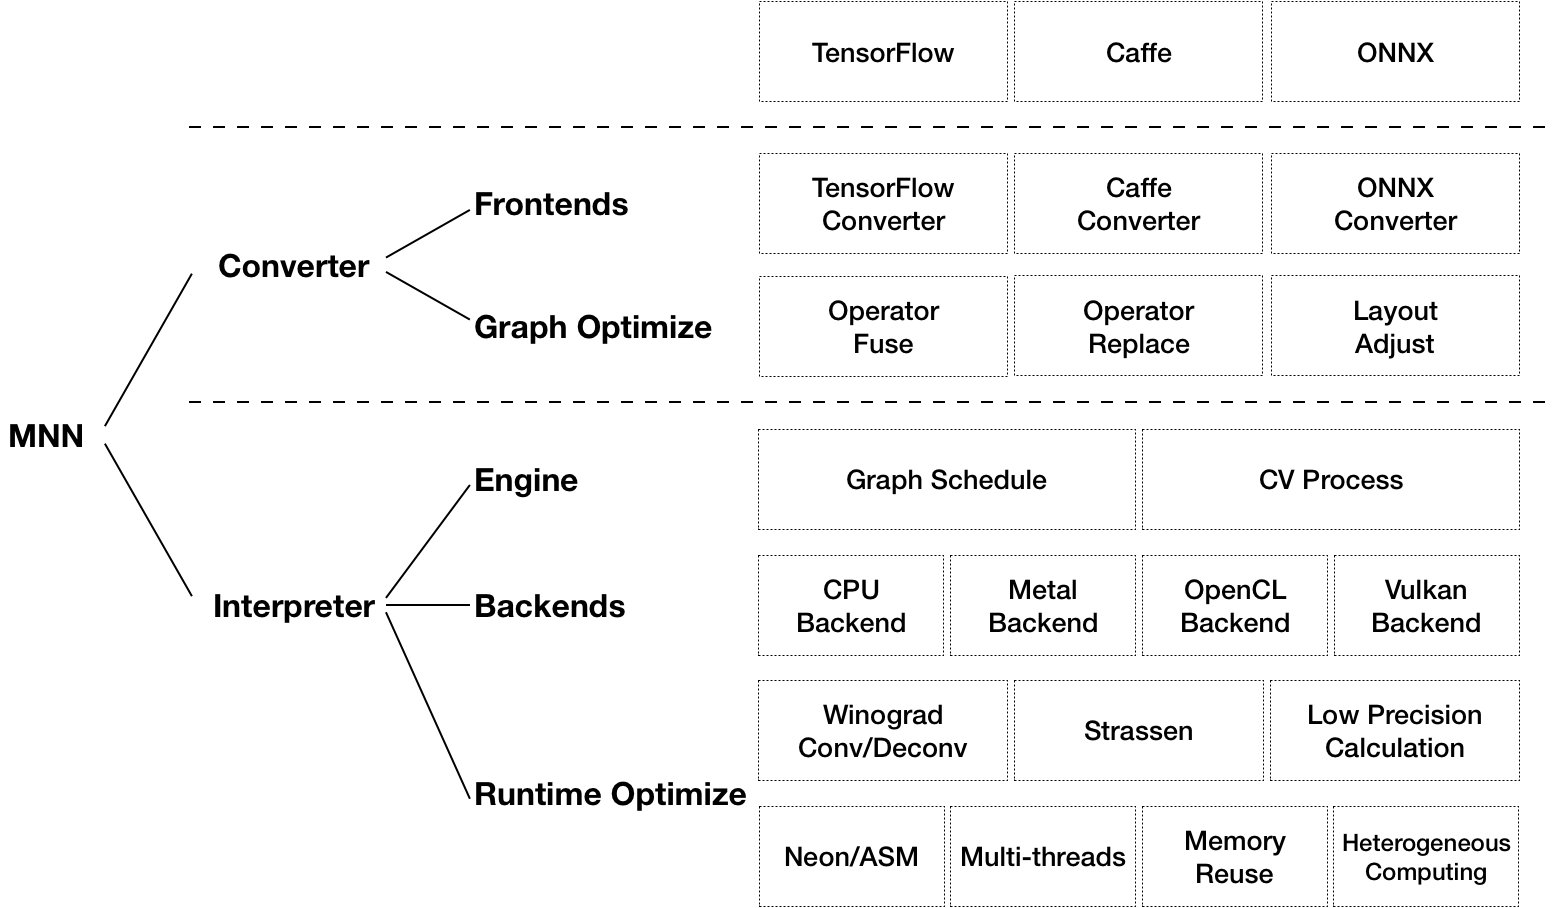 TensorFlow
Caffe
ONNX
Frontends
TensorFlow
Converter
Caffe
Converter
ONNX
Converter
Converter
Graph Optimize
Operator
Fuse
Operator
Replace
Layout
Adjust
MNN
Engine
Graph Schedule
CV Process
Interpreter
Backends
CPU
Backend
Metal
Backend
OpenCL
Backend
Vulkan
Backend
Runtime Optimize
Winograd
Conv/Deconv
Strassen
Low Precision
Calculation
Neon/ASM
Multi-threads
Memory
Reuse
Heterogeneous
Computing